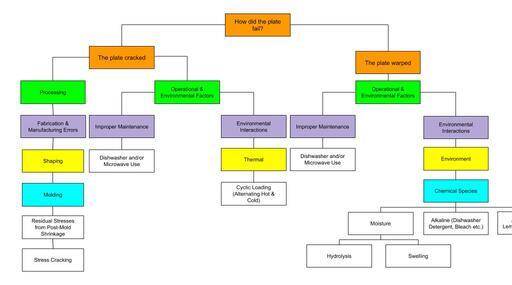 How did the plate
fail?
The plate cracked
The plate warped
Processing
Operational &
Environmental Factors
Operational &
Environmental Factors
Fabrication &
Manufacturing Errors
Improper Maintenance
Environmental
Interactions
Improper Maintenance
Environmental
Interactions
Shaping
Dishwasher and/or
Microwave Use
Thermal
Dishwasher and/or
Microwave Use
Environment
Molding
Cyclic Loading
(Alternating Hot &
Cold)
Chemical Species
Residual Stresses
from Post-Mold
Shrinkage
Moisture
Alkaline (Dishwasher
Detergent, Bleach etc.)
Stress Cracking
Hydrolysis
Swelling